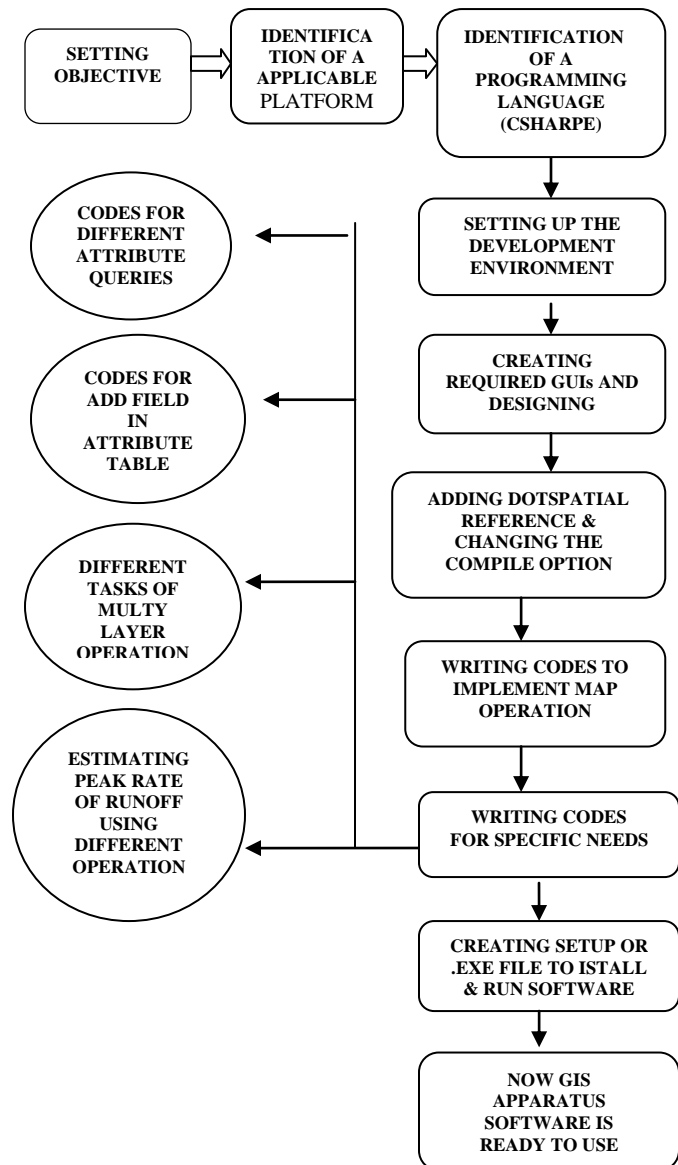 SETTING
OBJECTIVE
IDENTIFICA
TION OF A
APPLICABLE
PLATFORM
IDENTIFICATION
OF A
PROGRAMMING
LANGUAGE
(CSHARPE)
SETTING UP THE
DEVELOPMENT
ENVIRONMENT
CREATING
REQUIRED GUIs AND
DESIGNING
ADDING DOTSPATIAL
REFERENCE &
CHANGING THE
COMPILE OPTION
WRITING CODES TO
IMPLEMENT MAP
OPERATION
WRITING CODES
FOR SPECIFIC NEEDS
CODES FOR
DIFFERENT
ATTRIBUTE
QUERIES
CODES FOR
ADD FIELD
IN
ATTRIBUTE
TABLE
DIFFERENT
TASKS OF
MULTY
LAYER
OPERATION
ESTIMATING
PEAK RATE
OF RUNOFF
USING
DIFFERENT
OPERATION
CREATING SETUP OR
.EXE FILE TO ISTALL
& RUN SOFTWARE
NOW GIS
APPARATUS
SOFTWARE IS
READY TO USE